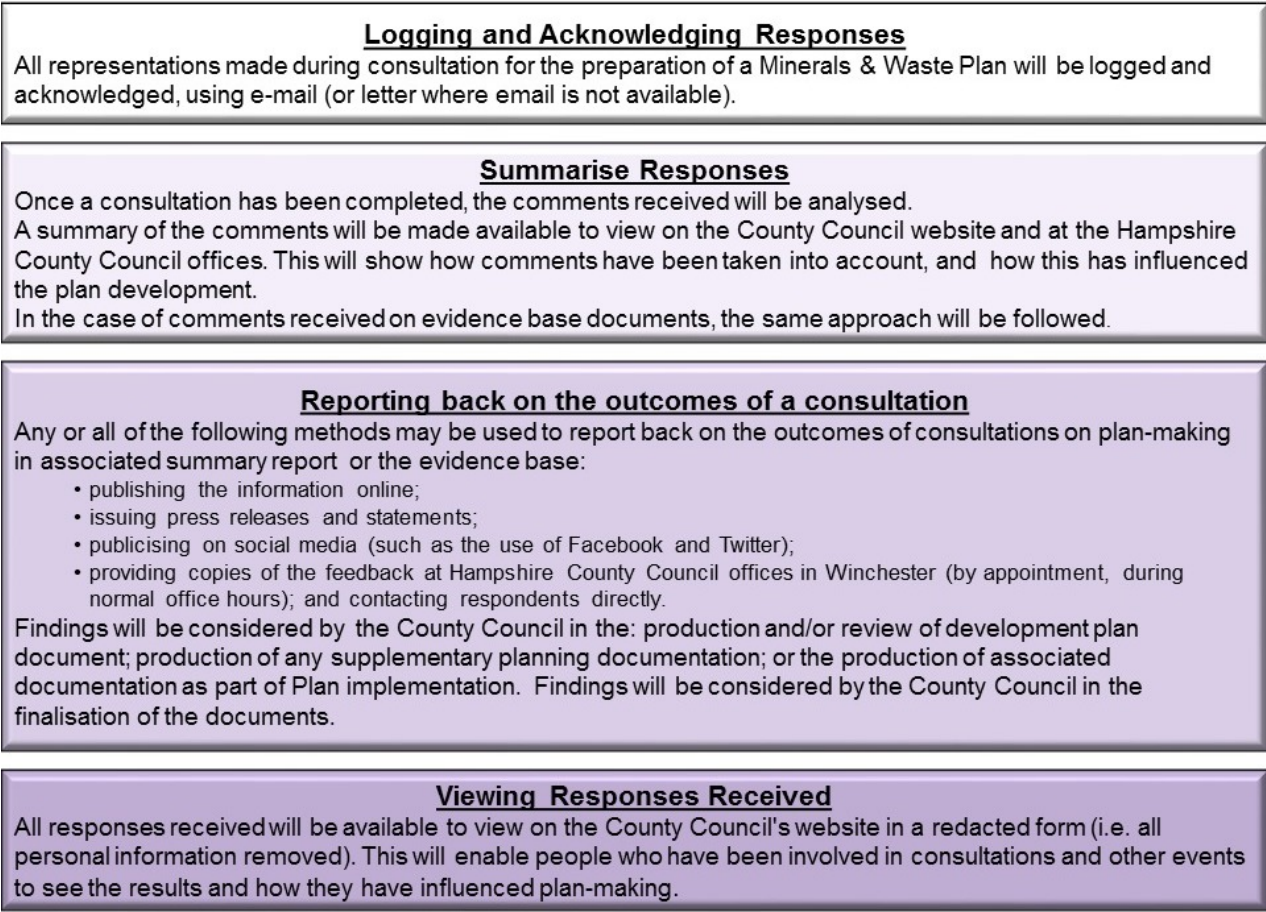 Logging and Acknowledging Responses
All representations made during consultation for the preparation of a Minerals & Waste Plan will be logged and
acknowledged, using e-mail (or letter where email is not available).
Summarise Responses
Once a consultation has been completed, the comments received will be analysed.
A summary of the comments will be made available to view on the County Council website and at the Hampshire
County Council offices. This will show how comments have been taken into account, and how this has influenced
the plan development.
In the case of comments received on evidence base documents, the same approach will be followed.
Reporting back on the outcomes of a consultation
Any or all of the following methods may be used to report back on the outcomes of consultations on plan-making
in associated summary report or the evidence base:
• publishing the information online;
• issuing press releases and statements;
• publicising on social media (such as the use of Facebook and Twitter);
• providing copies of the feedback at Hampshire County Council offices in Winchester (by appointment, during
normal office hours); and contacting respondents directly.
Findings will be considered by the County Council in the: production and/or review of development plan
document; production of any supplementary planning documentation; or the production of associated
documentation as part of Plan implementation. Findings will be considered by the County Council in the
finalisation of the documents.
Viewing Responses Received
All responses received will be available to view on the County Council's website in a redacted form (i.e. all
personal information removed). This will enable people who have been involved in consultations and other events
to see the results and how they have influenced plan-making.